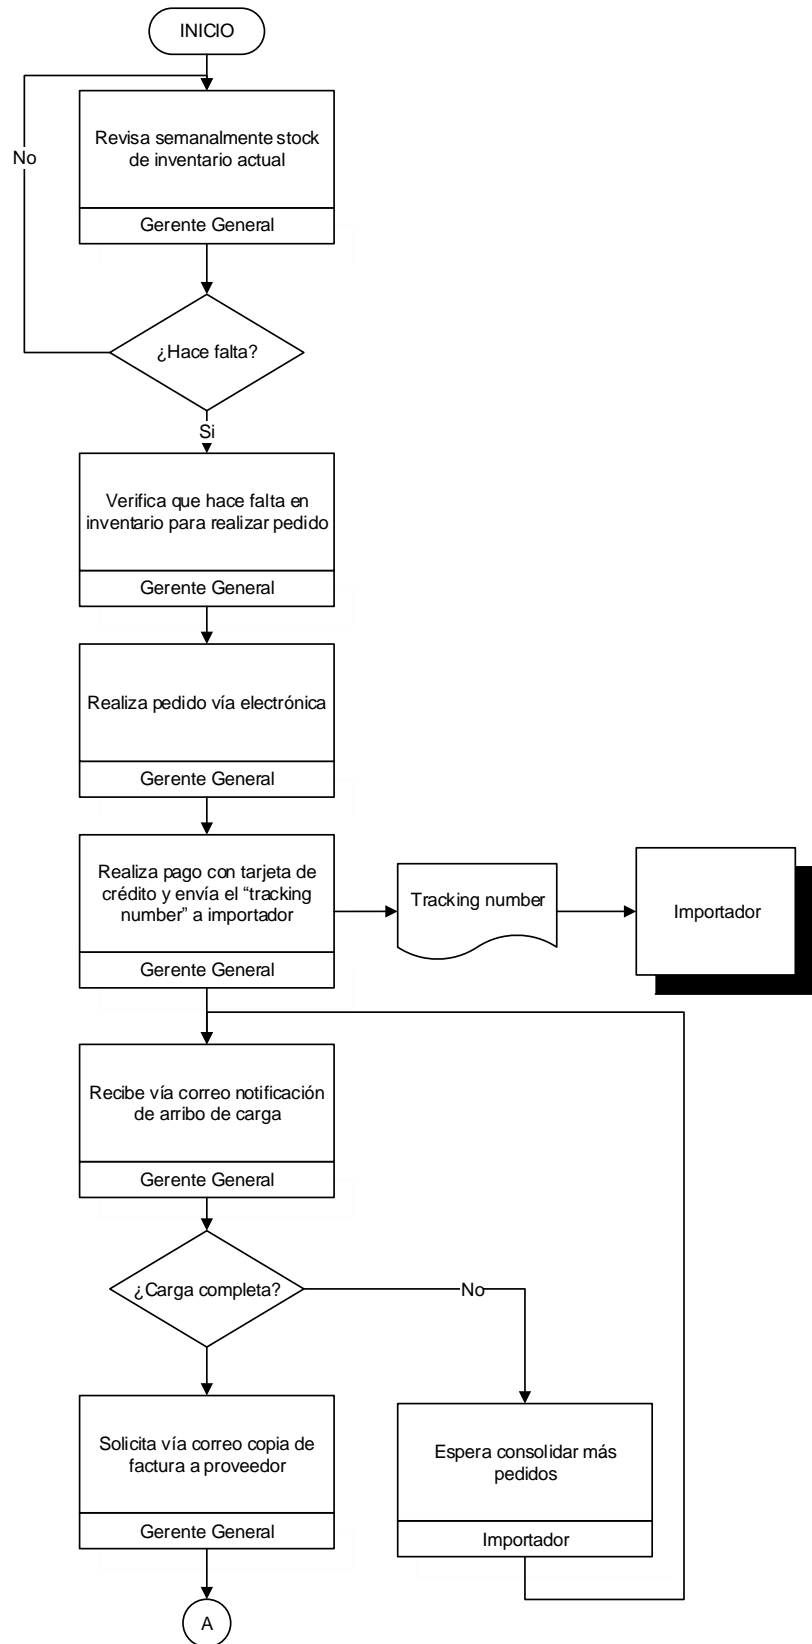 INICIO
Revisa semanalmente stock
de inventario actual
No
Gerente General
¿Hace falta?
Si
Verifica que hace falta en
inventario para realizar pedido
Gerente General
Realiza pedido vía electrónica
Gerente General
Realiza pago con tarjeta de
crédito y envía el “tracking
number” a importador
Gerente General
Tracking number
Importador
Recibe vía correo notificación
de arribo de carga
Gerente General
¿Carga completa?
No
Solicita vía correo copia de
factura a proveedor
Gerente General
Espera consolidar más
pedidos
Importador
A